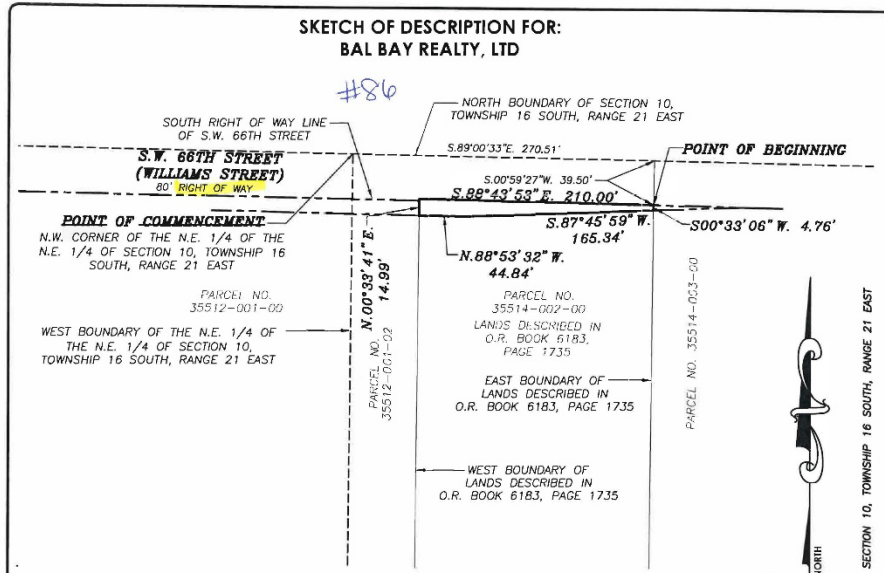 SKETCH OF DESCRIPTION FOR:
BAL BAY REALTY, LTD
#86
NORTH BOUNDARY OF SECTION 10,
TOWNSHIP 16 SOUTH, RANGE 21 EAST
SOUTH RIGHT OF WAY LINE
OF S.W. 66TH STREET
S.89°00'33"E. 270.51'
S.W. 66TH STREET
(WILLIAMS STREET)
80' RIGHT OF WAY
POINT OF BEGINNING
S.00°59'27"W. 39.50'
S.88°43'53"E. 210.00'
POINT OF COMMENCEMENT
N.W. CORNER OF THE N.E. 1/4 OF THE
N.E. 1/4 OF SECTION 10, TOWNSHIP 16
SOUTH, RANGE 21 EAST
S.87°45'59"W.
165.34'
S00°33'06"W. 4.76'
N.00°33'41"E.
14.99'
N.88°53'32"W.
44.84'
PARCEL NO.
35512-001-00
PARCEL NO.
35514-002-00
LANDS DESCRIBED IN
O.R. BOOK 6183,
PAGE 1735
WEST BOUNDARY OF THE N.E. 1/4 OF
THE N.E. 1/4 OF SECTION 10,
TOWNSHIP 16 SOUTH, RANGE 21 EAST
PARCEL NO.
35512-001-02
EAST BOUNDARY OF
LANDS DESCRIBED IN
O.R. BOOK 6183, PAGE 1735
PARCEL NO. 35514-003-00
WEST BOUNDARY OF
LANDS DESCRIBED IN
O.R. BOOK 6183, PAGE 1735
NORTH
SECTION 10, TOWNSHIP 16 SOUTH, RANGE 21 EAST